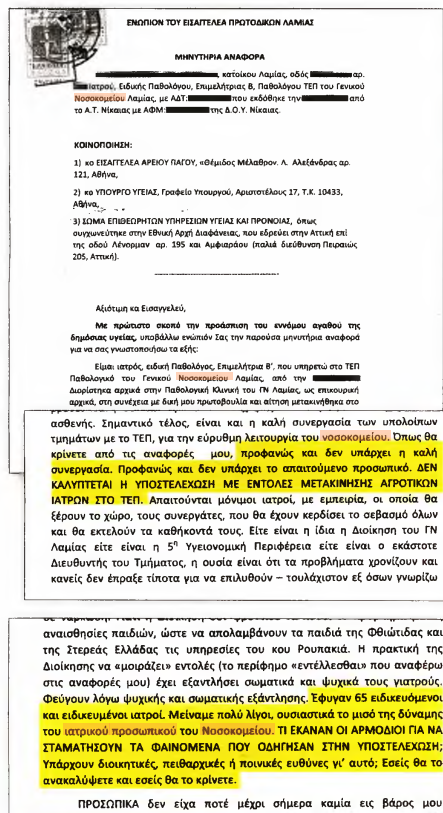 ΕΝΩΠΙΟΝ ΤΟΥ ΕΙΣΑΓΓΕΛΕΑ ΠΡΩΤΟΔΙΚΩΝ ΛΑΜΙΑΣ
ΜΗΝΥΤΗΡΙΑ ΑΝΑΦΟΡΑ
, κατοίκου Λαμίας, οδός αρ.
Ιατρού, Ειδικής Παθολόγου, Επιμελήτριας Β, Παθολόγου ΤΕΠ του Γενικού
Νοσοκομείου Λαμίας, με ΑΔΤ: που εκδόθηκε την από
το Α.Τ. Νίκαιας με ΑΦΜ: της Δ.Ο.Υ. Νίκαιας.
ΚΟΙΝΟΠΟΙΗΣΗ:
1) κο ΕΙΣΑΓΓΕΛΕΑ ΑΡΕΙΟΥ ΠΑΓΟΥ, «Θέμιδος Μέλαθρον. Λ. Αλεξάνδρας αρ.
121, Αθήνα,
2) κο ΥΠΟΥΡΓΟ ΥΓΕΙΑΣ, Γραφείο Υπουργού, Αριστοτέλους 17, Τ.Κ. 10433,
Αθήνα,
3) ΣΩΜΑ ΕΠΙΘΕΩΡΗΤΩΝ ΥΠΗΡΕΣΙΩΝ ΥΓΕΙΑΣ ΚΑΙ ΠΡΟΝΟΙΑΣ, όπως
συγχωνεύτηκε στην Εθνική Αρχή Διαφάνειας, που εδρεύει στην Αττική επί
της οδού Λένορμαν αρ. 195 και Αμφιαράου (παλιά διεύθυνση Πειραιώς
205, Αττική).
Αξιότιμη κα Εισαγγελεύ,
Με πρώτιστο σκοπό την προάσπιση του εννόμου αγαθού της
δημόσιας υγείας, υποβάλλω ενώπιόν Σας την παρούσα μηνυτήρια αναφορά
για να σας γνωστοποιήσω τα εξής:
Είμαι ιατρός, ειδική Παθολόγος, Επιμελήτρια Β', που υπηρετώ στο ΤΕΠ
Παθολογικό του Γενικού Νοσοκομείου Λαμίας, από την
Διορίστηκα αρχικά στην Παθολογική Κλινική του ΓΝ Λαμίας, ως επικουρική
αρχικά, στη συνέχεια με δική μου πρωτοβουλία και αίτηση μετακινήθηκα στο
ασθενής. Σημαντικό τέλος, είναι και η καλή συνεργασία των υπολοίπων
τμημάτων με το ΤΕΠ, για την εύρυθμη λειτουργία του νοσοκομείου. Όπως θα
κρίνετε από τις αναφορές μου, προφανώς και δεν υπάρχει η καλή
συνεργασία. Προφανώς και δεν υπάρχει το απαιτούμενο προσωπικό. ΔΕΝ
ΚΑΛΥΠΤΕΤΑΙ Η ΥΠΟΣΤΕΛΕΧΩΣΗ ΜΕ ΕΝΤΟΛΕΣ ΜΕΤΑΚΙΝΗΣΗΣ ΑΓΡΟΤΙΚΩΝ
ΙΑΤΡΩΝ ΣΤΟ ΤΕΠ. Απαιτούνται μόνιμοι ιατροί, με εμπειρία, οι οποία θα
ξέρουν το χώρο, τους συνεργάτες, που θα έχουν κερδίσει το σεβασμό όλων
και θα εκτελούν τα καθήκοντά τους. Είτε είναι η ίδια η Διοίκηση του ΓΝ
Λαμίας είτε είναι η 5η Υγειονομική Περιφέρεια είτε είναι ο εκάστοτε
Διευθυντής του Τμήματος, η ουσία είναι ότι τα προβλήματα χρονίζουν και
κανείς δεν έπραξε τίποτα για να επιλυθούν – τουλάχιστον εξ όσων γνωρίζω
αναισθησίες παιδιών, ώστε να απολαμβάνουν τα παιδιά της Φθιώτιδας και
της Στερεάς Ελλάδας τις υπηρεσίες του κου Ρουπακιά. Η πρακτική της
Διοίκησης να «μοιράζει» εντολές (το περίφημο «εντέλλεσθαι» που αναφέρω
στις αναφορές μου) έχει εξαντλήσει σωματικά και ψυχικά τους γιατρούς.
Φεύγουν λόγω ψυχικής και σωματικής εξάντλησης. Έφυγαν 65 ειδικευόμενοι
και ειδικευμένοι ιατροί. Μείναμε πολύ λίγοι, ουσιαστικά το μισό της δύναμης
του ιατρικού προσωπικού του Νοσοκομείου. ΤΙ ΕΚΑΝΑΝ ΟΙ ΑΡΜΟΔΙΟΙ ΓΙΑ ΝΑ
ΣΤΑΜΑΤΗΣΟΥΝ ΤΑ ΦΑΙΝΟΜΕΝΑ ΠΟΥ ΟΔΗΓΗΣΑΝ ΣΤΗΝ ΥΠΟΣΤΕΛΕΧΩΣΗ;
Υπάρχουν διοικητικές, πειθαρχικές ή ποινικές ευθύνες γι' αυτό; Εσείς θα το
ανακαλύψετε και εσείς θα το κρίνετε.
ΠΡΟΣΩΠΙΚΑ δεν είχα ποτέ μέχρι σήμερα καμία εις βάρος μου